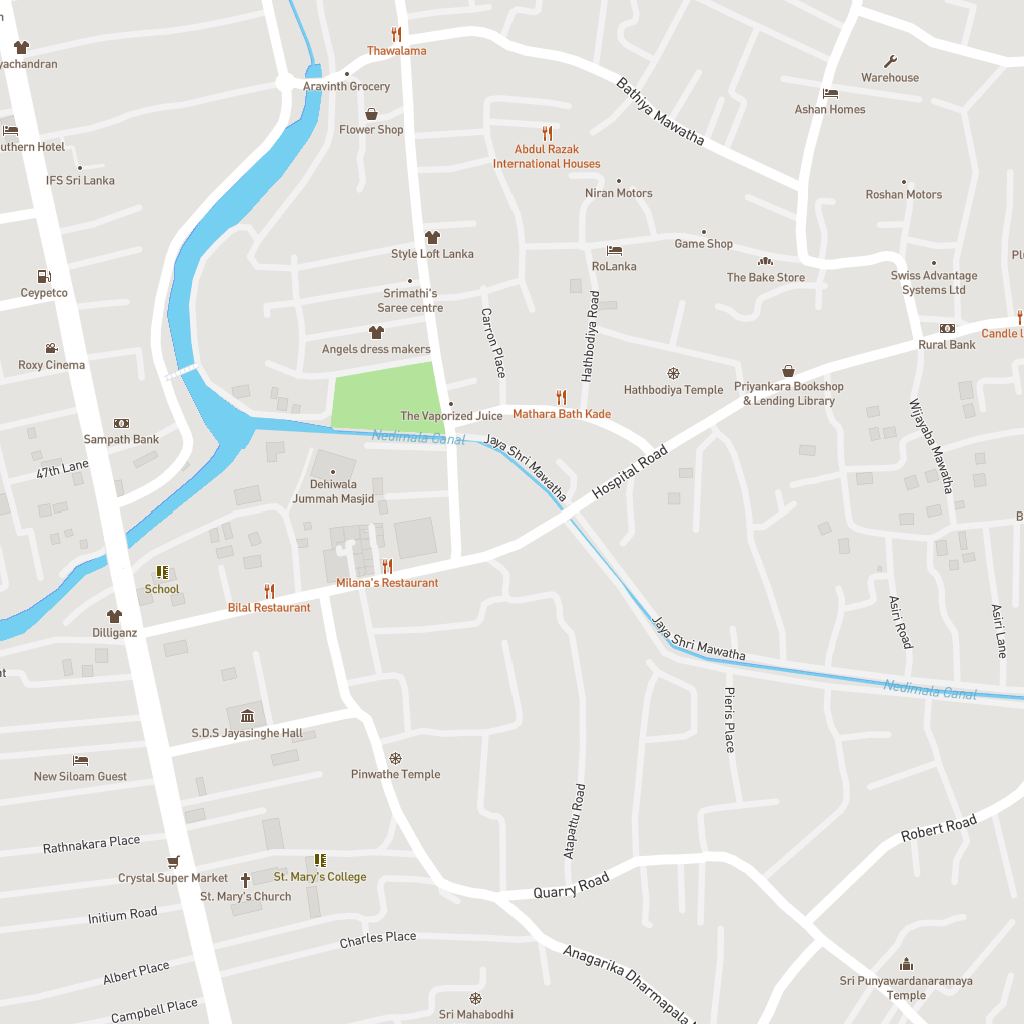 Thawalama
yachandran
Aravinth Grocery
Warehouse
Bathiya Mawatha
Ashan Homes
Flower Shop
uthern Hotel
Abdul Razak
International Houses
IFS Sri Lanka
Niran Motors
Roshan Motors
Game Shop
Style Loft Lanka
RoLanka
The Bake Store
Swiss Advantage
Systems Ltd
Plu
Ceypetco
Srimathi's
Saree centre
Carron Place
Hathbodiya Road
Candle l
Rural Bank
Angels dress makers
Roxy Cinema
Hathbodiya Temple
Priyankara Bookshop
& Lending Library
The Vaporized Juice
Mathara Bath Kade
Wijayaba Mawatha
Sampath Bank
Nedimala Canal
Jaya Shri Mawatha
47th Lane
Hospital Road
Dehiwala
Jummah Masjid
B
Milana's Restaurant
School
Bilal Restaurant
Dilliganz
Asiri Road
Asiri Lane
Jaya Shri Mawatha
nt
Nedimala Canal
Pieris Place
S.D.S Jayasinghe Hall
New Siloam Guest
Pinwathe Temple
Atapattu Road
Robert Road
Rathnakara Place
Crystal Super Market
St. Mary's College
St. Mary's Church
Quarry Road
Initium Road
Charles Place
Anagarika Dharmapala
Albert Place
Sri Punyawardanaramaya
Temple
Campbell Place
Sri Mahabodhi